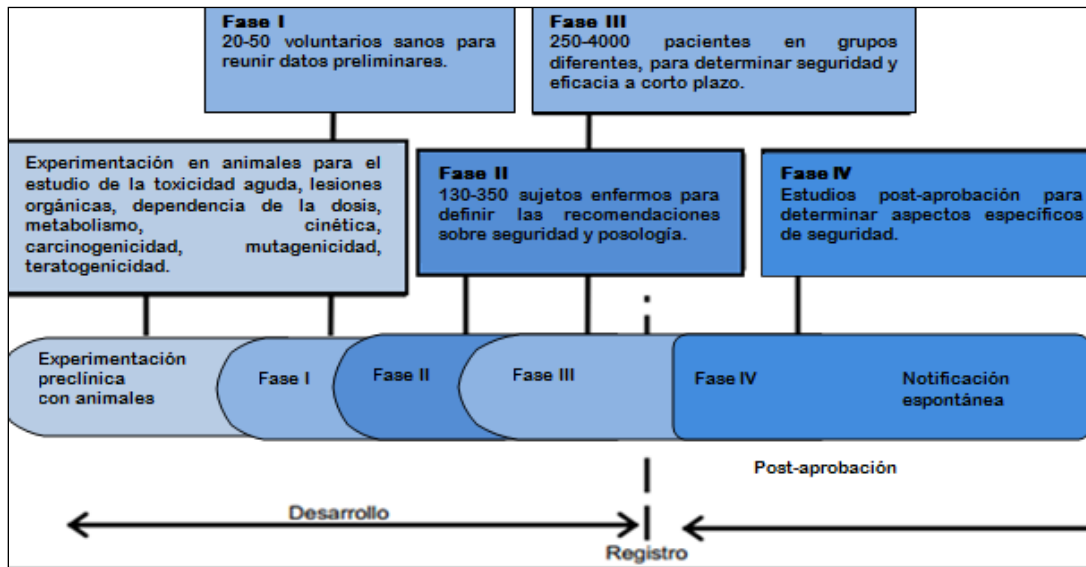 Fase I
20-50 voluntarios sanos para
reunir datos preliminares.
Fase III
250-4000 pacientes en grupos
diferentes, para determinar seguridad y
eficacia a corto plazo.
Experimentación en animales para el
estudio de la toxicidad aguda, lesiones
orgánicas, dependencia de la dosis,
metabolismo, cinética,
carcinogenicidad, mutagenicidad,
teratogenicidad.
Fase II
130-350 sujetos enfermos para
definir las recomendaciones
sobre seguridad y posología.
Fase IV
Estudios post-aprobación para
determinar aspectos específicos
de seguridad.
Experimentación
preclínica
con animales
Fase I
Fase II
Fase III
Fase IV
Notificación
espontánea
Post-aprobación
Desarrollo
Registro